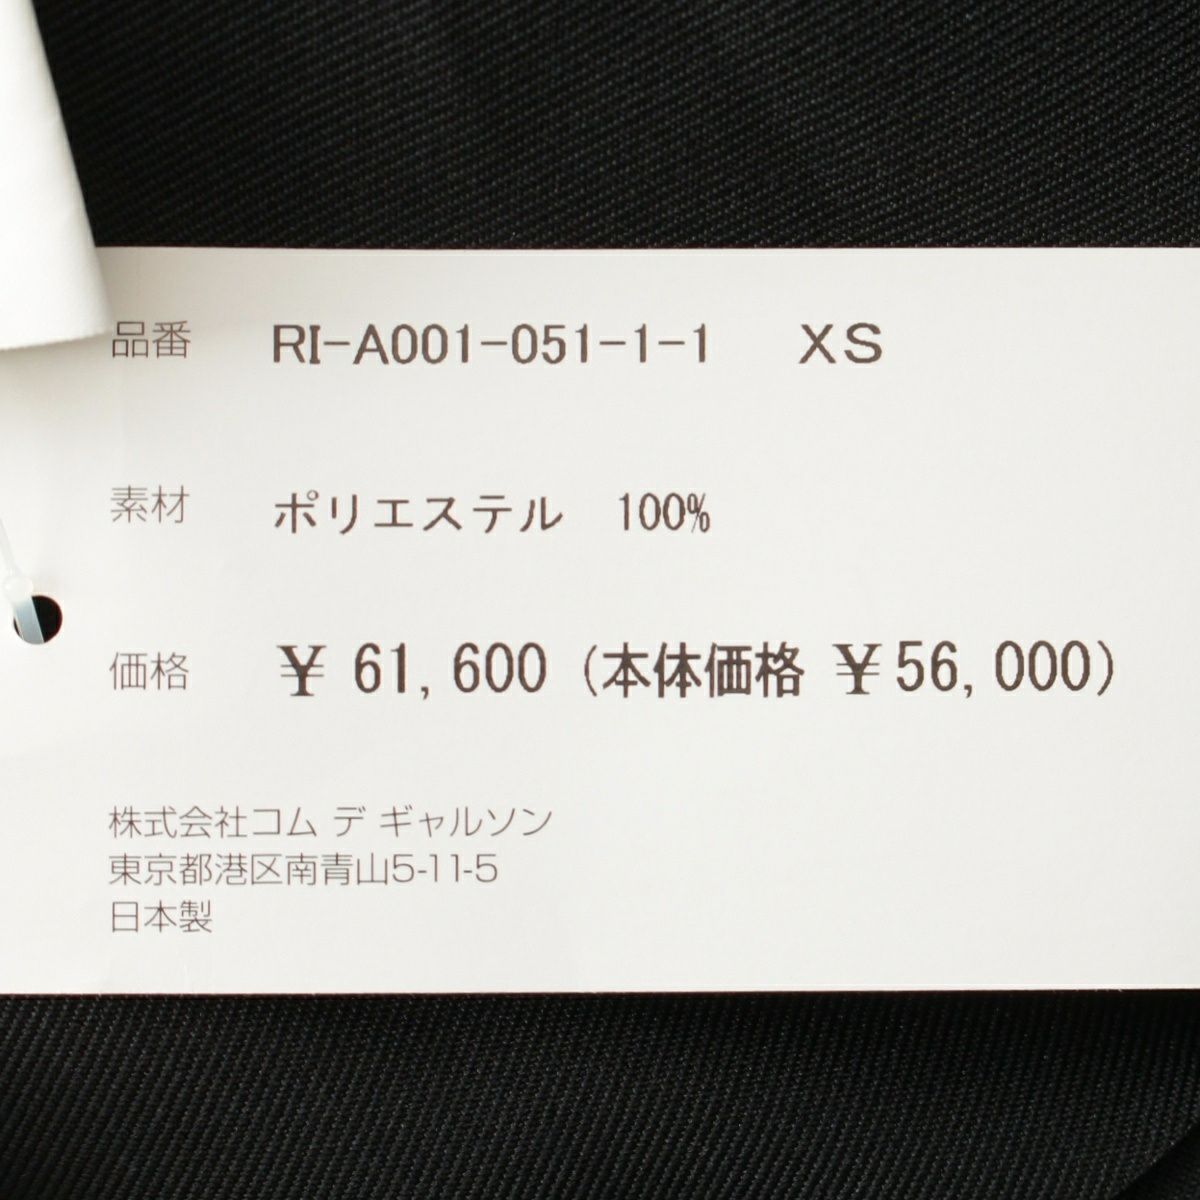 品番 RI-A001-051-1-1 XS
素材 ポリエステル 100%
価格 ¥ 61,600 (本体価格 ¥56,000)
株式会社コム デ ギャルソン
東京都港区南青山5-11-5
日本製